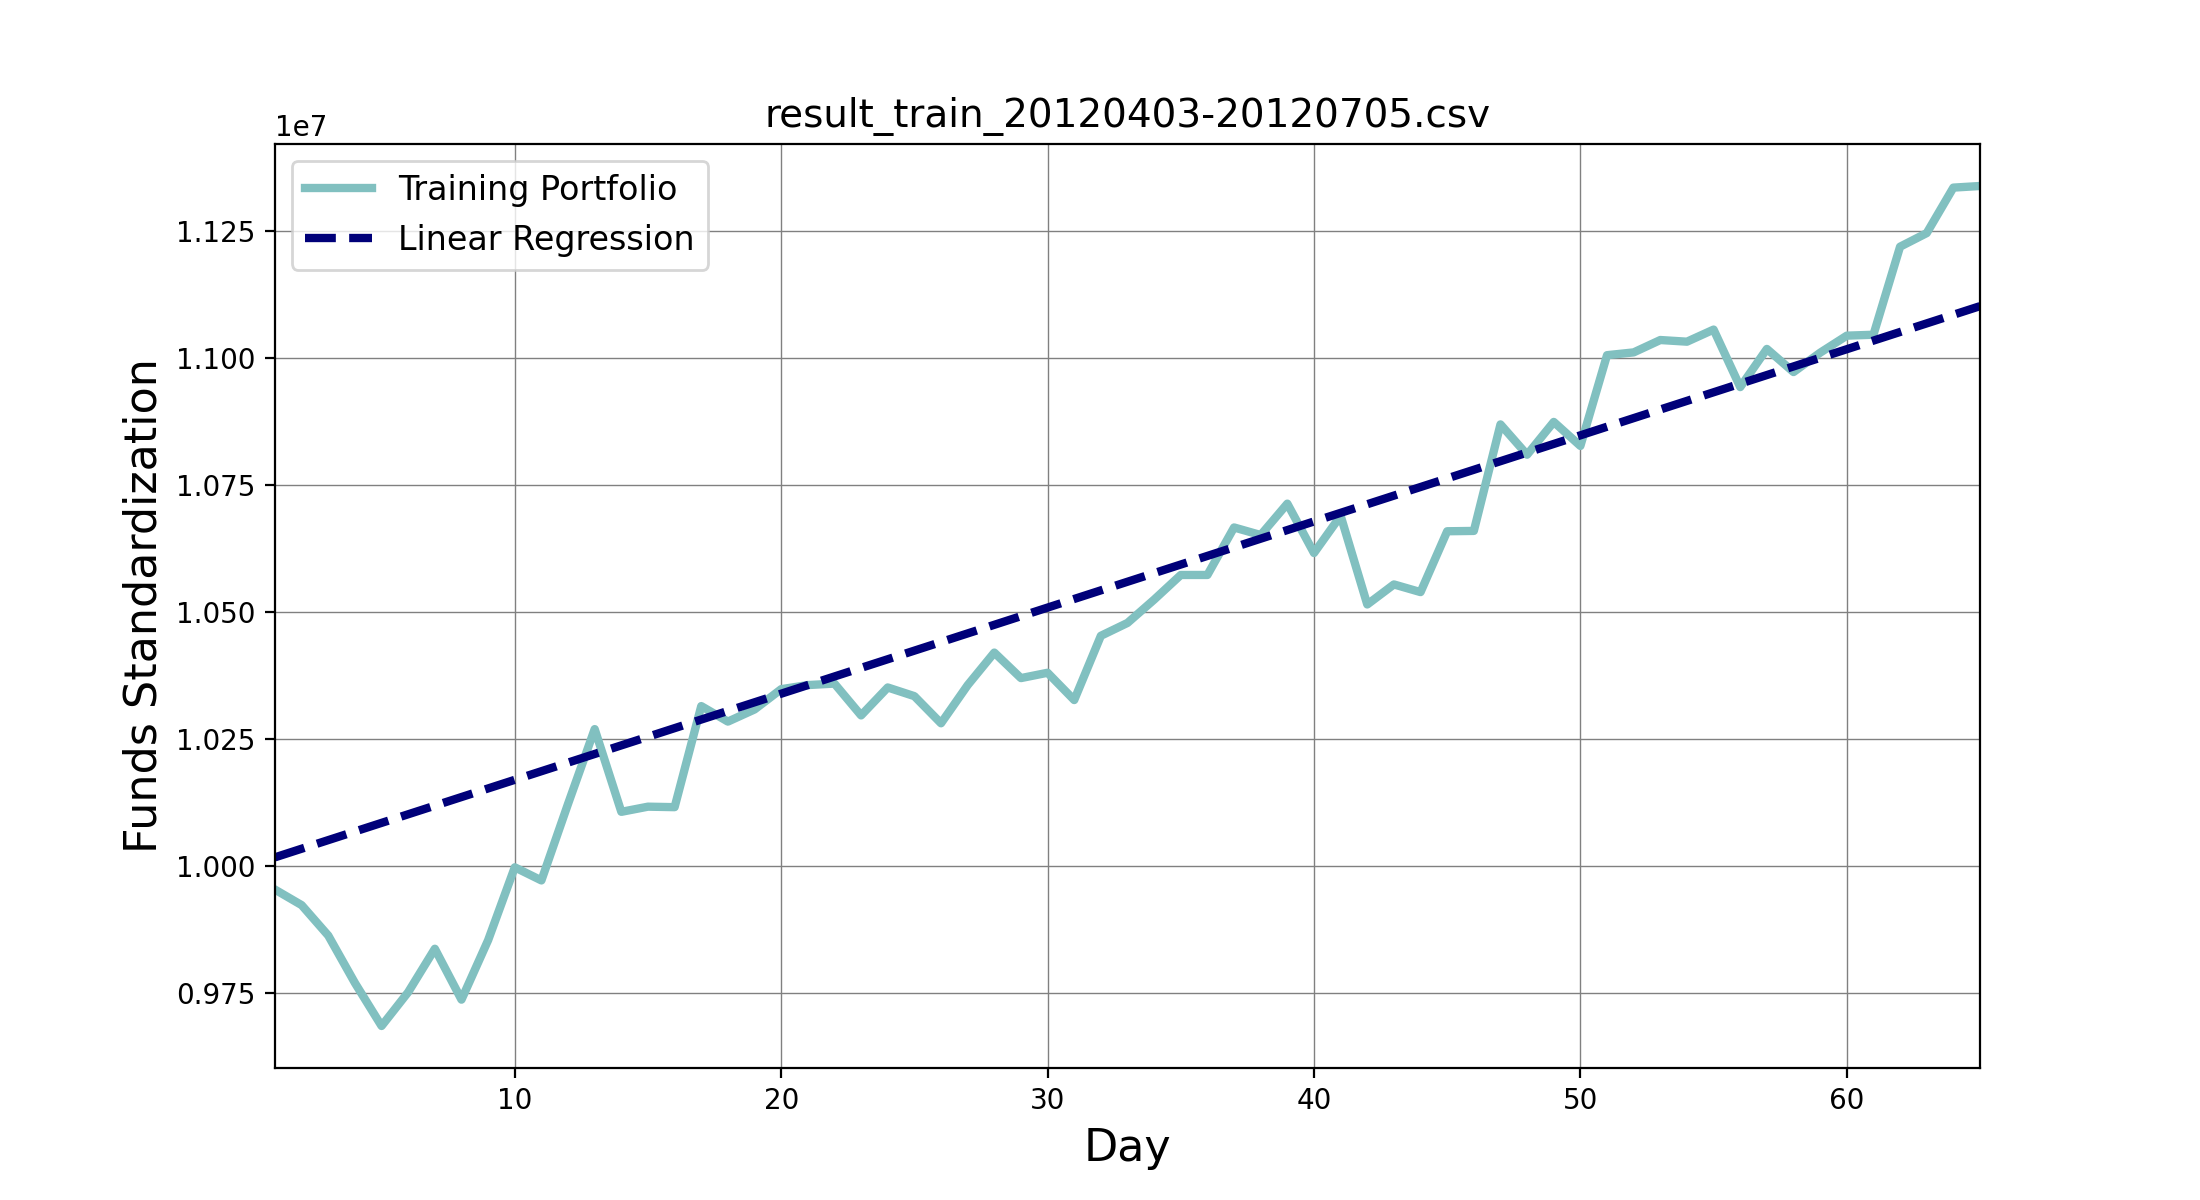 result_train_20120403-20120705.csv
1e7
Training Portfolio
Linear Regression
1.125
1.100
1.075
1.050
1.025
1.000
0.975
Funds Standardization
10 20 30 40 50 60
Day